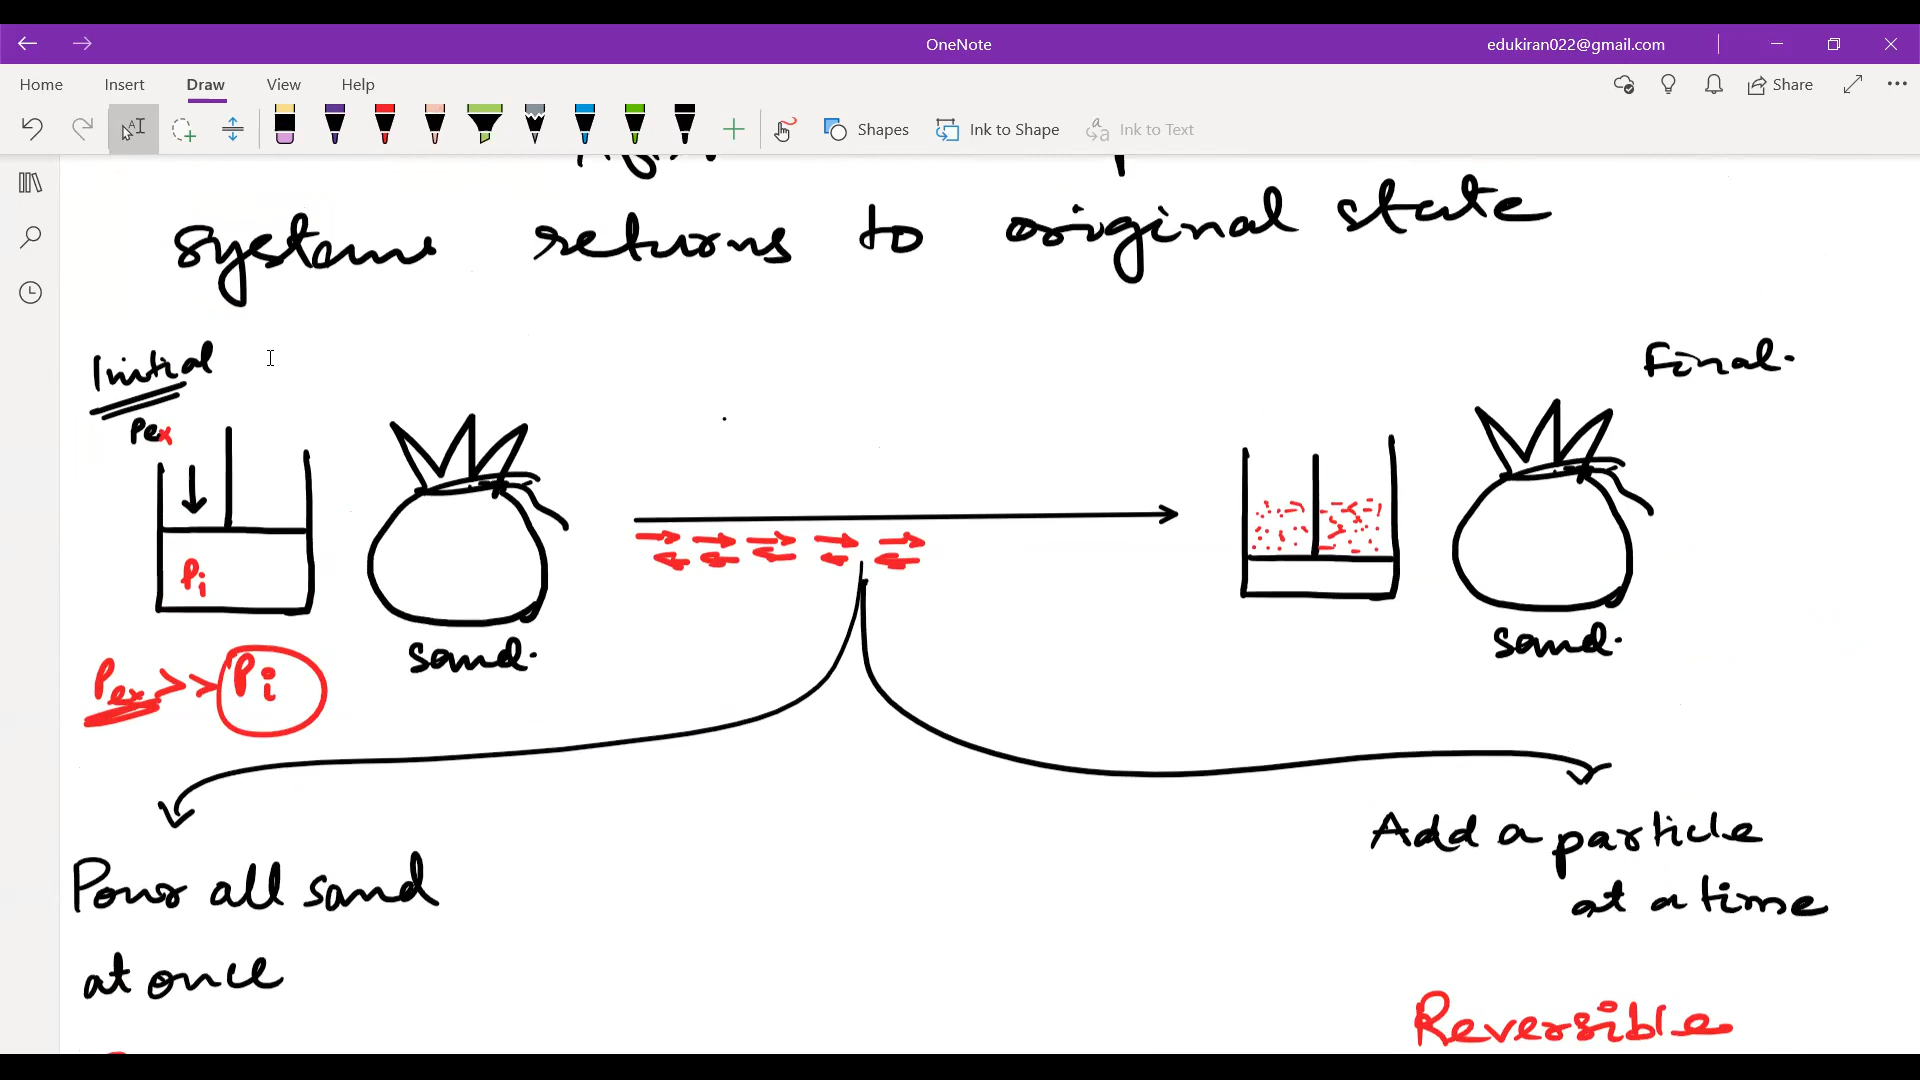 OneNote
edukiran022@gmail.com
Home Insert Draw View Help
Share
Shapes Ink to Shape Ink to Text
systems returns to original state
Initial
Final.
Pex
Pi
sand.
sand.
Pex >> Pi
Add a particle
at a time
Pour all sand
at once
Reversible